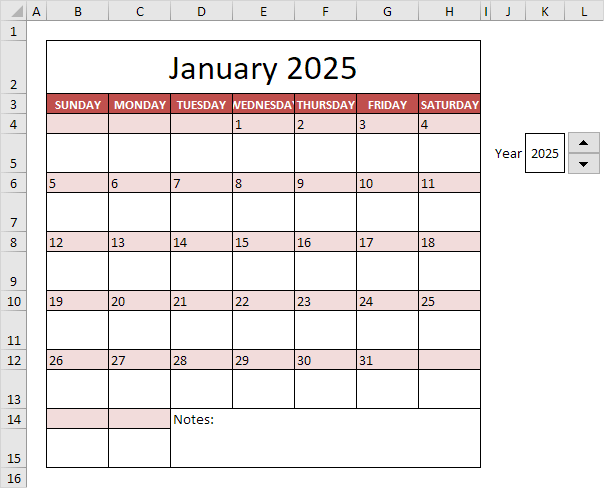 A B C D E F G H I J K L
1
2 January 2025
3 SUNDAY MONDAY TUESDAY WEDNESDAY THURSDAY FRIDAY SATURDAY
4 1 2 3 4
5 Year 2025
6 5 6 7 8 9 10 11
7
8 12 13 14 15 16 17 18
9
10 19 20 21 22 23 24 25
11
12 26 27 28 29 30 31
13
14 Notes:
15
16